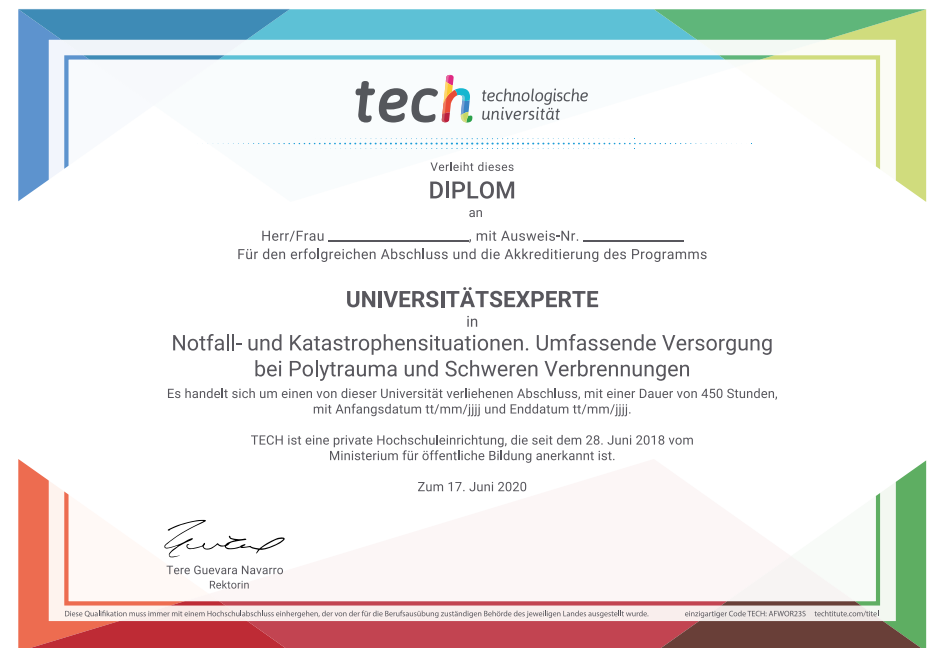 tech technologische
universität
Verleiht dieses
DIPLOM
an
Herr/Frau ____________________, mit Ausweis-Nr. ______________
Für den erfolgreichen Abschluss und die Akkreditierung des Programms
UNIVERSITÄTSEXPERTE
in
Notfall- und Katastrophensituationen. Umfassende Versorgung
bei Polytrauma und Schweren Verbrennungen
Es handelt sich um einen von dieser Universität verliehenen Abschluss, mit einer Dauer von 450 Stunden,
mit Anfangsdatum tt/mm/jjjj und Enddatum tt/mm/jjjj.
TECH ist eine private Hochschuleinrichtung, die seit dem 28. Juni 2018 vom
Ministerium für öffentliche Bildung anerkannt ist.
Zum 17. Juni 2020
Tere Guevara Navarro
Rektorin
Diese Qualifikation muss immer mit einem Hochschulabschluss einhergehen, der von der für die Berufsausübung zuständigen Behörde des jeweiligen Landes ausgestellt wurde. einzigartiger Code TECH: AFWOR23S techtitute.com/titel